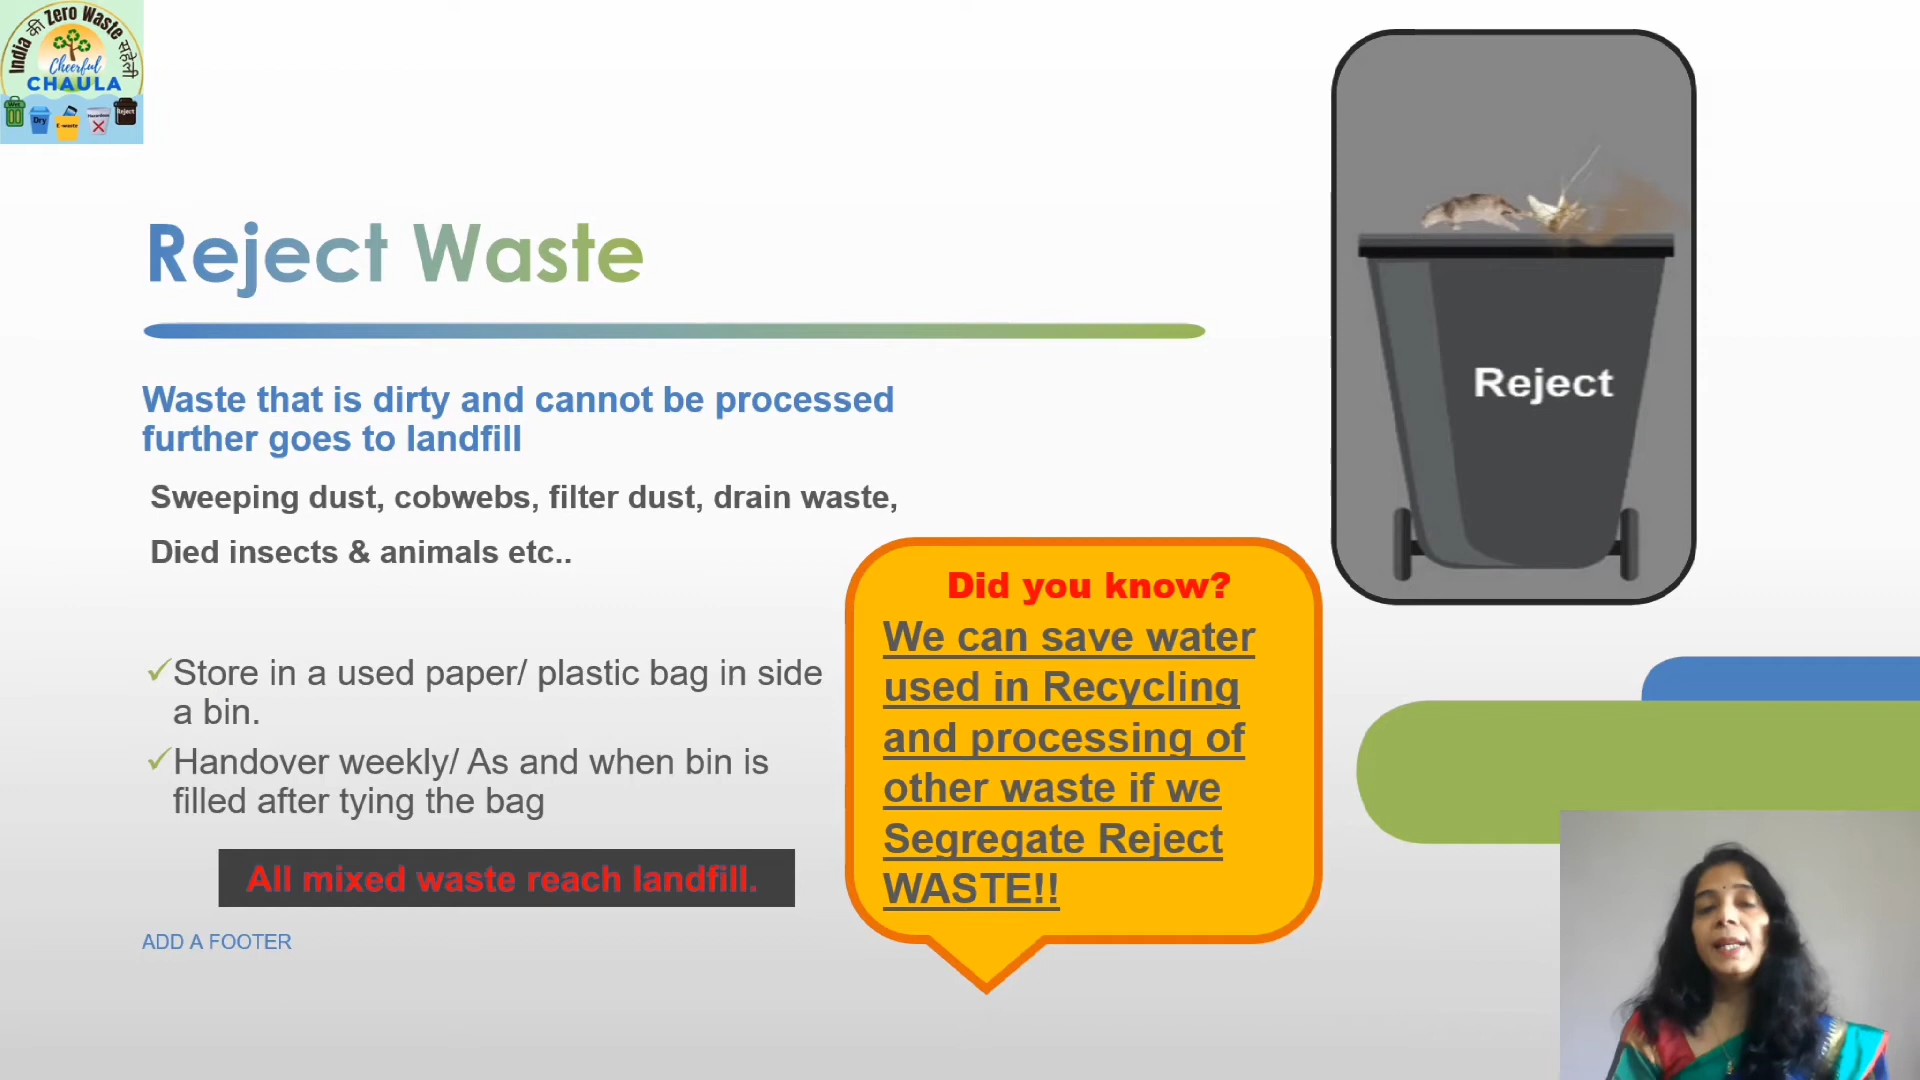 India की Zero Waste सहेली
Cheerful
CHAULA
Wet
Dry
E-waste
Hazardous
Reject
Reject Waste
Waste that is dirty and cannot be processed
further goes to landfill
Sweeping dust, cobwebs, filter dust, drain waste,
Died insects & animals etc..
✓Store in a used paper/ plastic bag in side
a bin.
✓Handover weekly/ As and when bin is
filled after tying the bag
All mixed waste reach landfill.
ADD A FOOTER
Did you know?
We can save water
used in Recycling
and processing of
other waste if we
Segregate Reject
WASTE!!
Reject